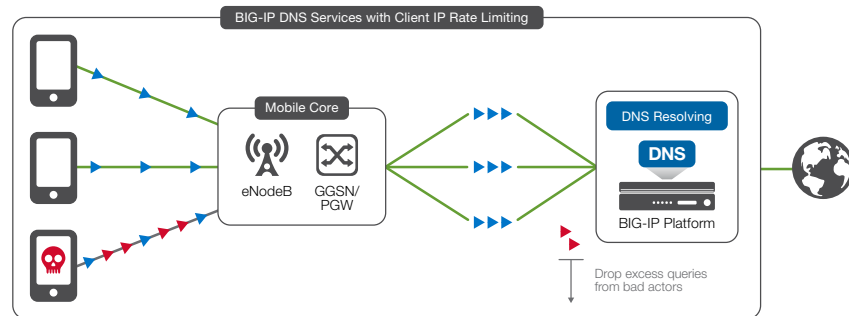 BIG-IP DNS Services with Client IP Rate Limiting
Mobile Core
eNodeB
GGSN/
PGW
DNS Resolving
DNS
BIG-IP Platform
Drop excess queries
from bad actors